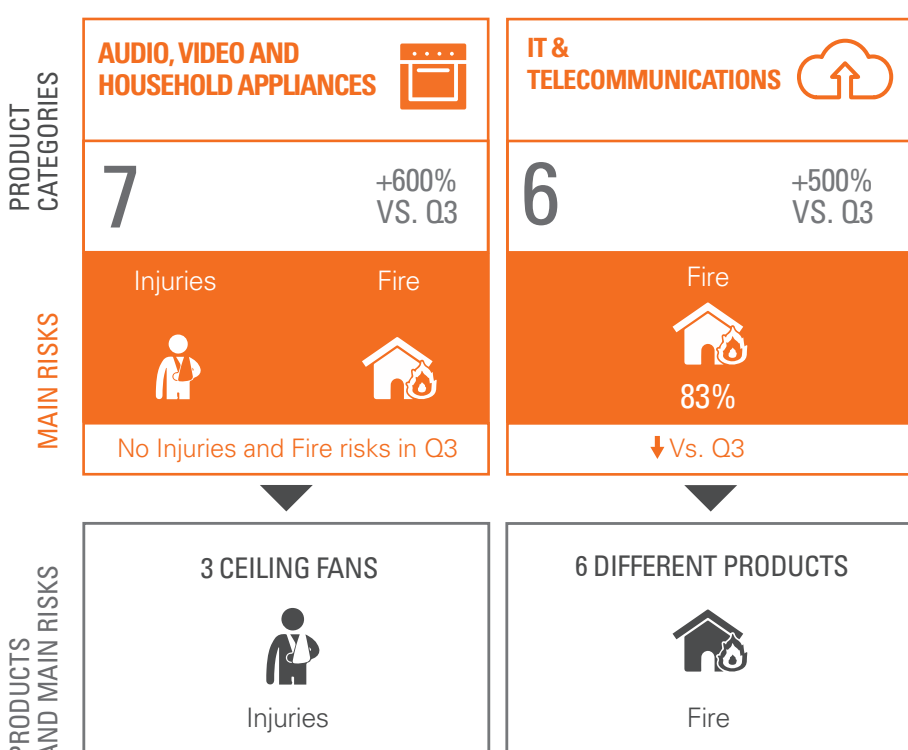 PRODUCT
CATEGORIES
AUDIO, VIDEO AND
HOUSEHOLD APPLIANCES
IT &
TELECOMMUNICATIONS
7
+600%
VS. Q3
6
+500%
VS. Q3
MAIN RISKS
Injuries
Fire
Fire
83%
No Injuries and Fire risks in Q3
Vs. Q3
PRODUCTS
AND MAIN RISKS
3 CEILING FANS
6 DIFFERENT PRODUCTS
Injuries
Fire